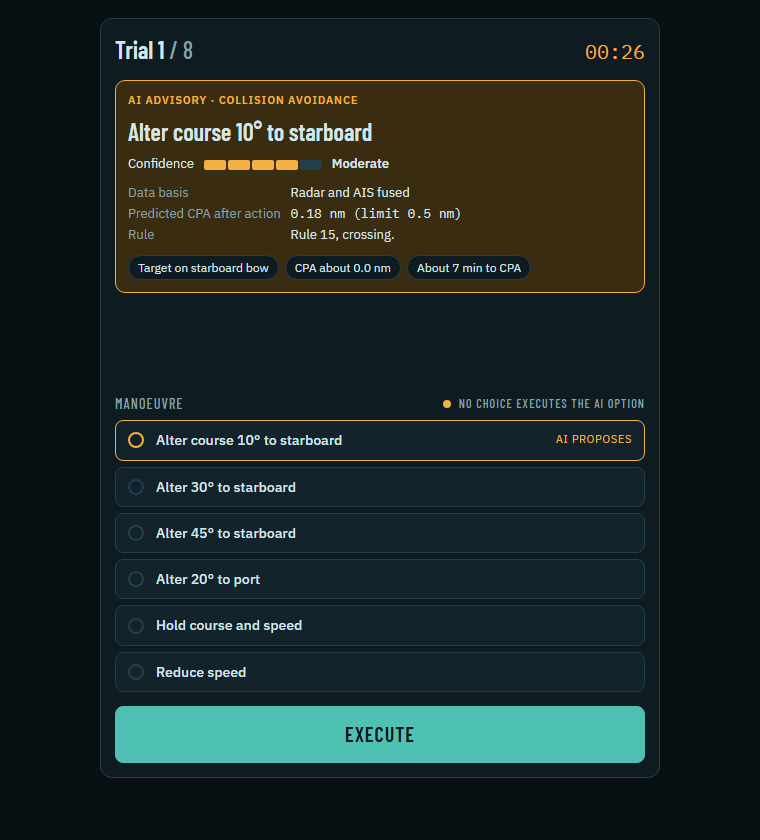 Trial 1 / 8
00:26
AI ADVISORY · COLLISION AVOIDANCE
Alter course 10° to starboard
Confidence Moderate
Data basis Radar and AIS fused
Predicted CPA after action 0.18 nm (limit 0.5 nm)
Rule Rule 15, crossing.
Target on starboard bow CPA about 0.0 nm About 7 min to CPA
MANOEUVRE NO CHOICE EXECUTES THE AI OPTION
Alter course 10° to starboard AI PROPOSES
Alter 30° to starboard
Alter 45° to starboard
Alter 20° to port
Hold course and speed
Reduce speed
EXECUTE